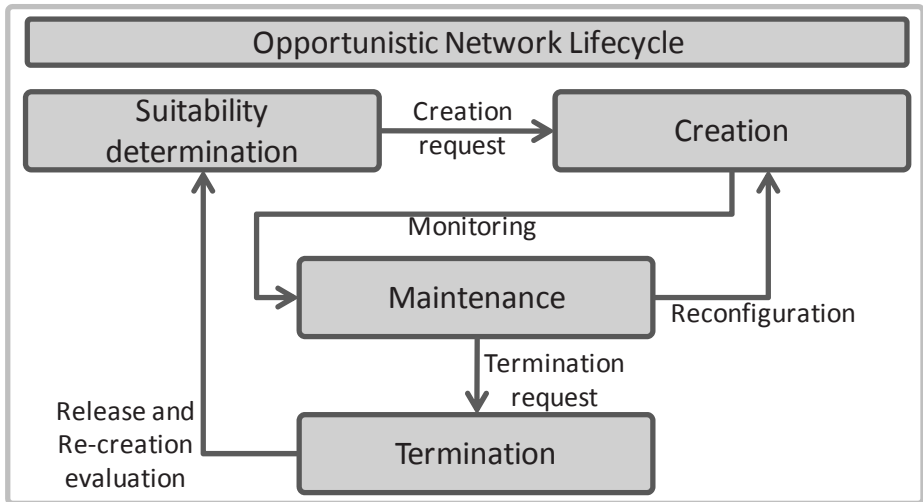 Opportunistic Network Lifecycle
Suitability
determination
Creation
request
Creation
Monitoring
Maintenance
Reconfiguration
Termination
request
Release and
Re-creation
evaluation
Termination